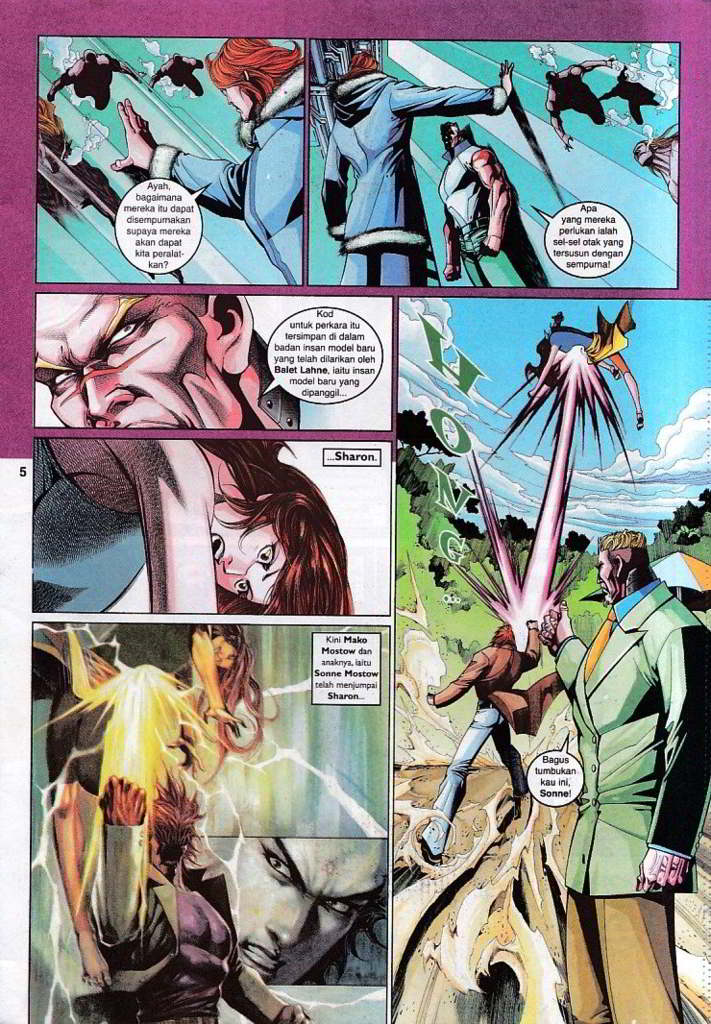 Ayah,
bagaimana
mereka itu dapat
disempurnakan
supaya mereka
akan dapat
kita peralat-
kan?
Apa
yang mereka
perlukan ialah
sel-sel otak yang
tersusun dengan
sempurna!
Kod
untuk perkara itu
tersimpan di dalam
badan insan model baru
yang telah dilarikan oleh
Balet Lahne, iaitu insan
model baru yang
dipanggil...
...Sharon.
5
HONG...
Kini Mako
Mostow dan
anaknya, iaitu
Sonne Mostow
telah menjumpai
Sharon...
Bagus
tumbukan
kau ini,
Sonne!